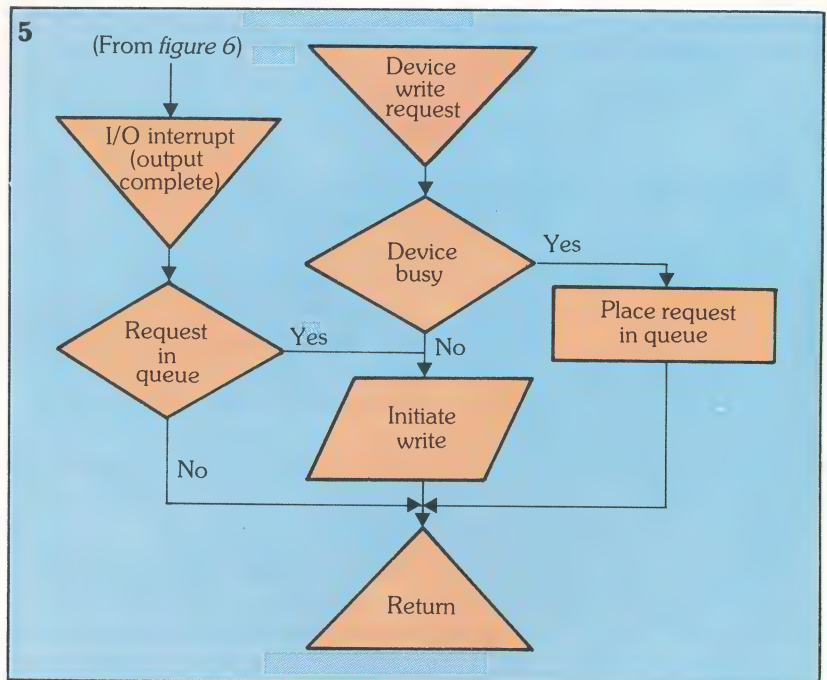 5
(From figure 6)
I/O interrupt
(output
complete)
Request
in
queue
Yes
No
Device
write
request
Device
busy
Yes
No
Place request
in queue
Initiate
write
Return